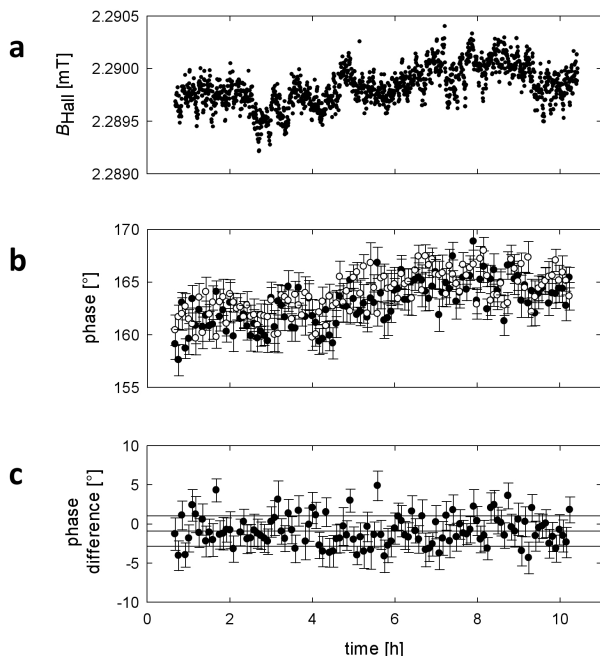 a
B_Hall [mT]
2.2905
2.2900
2.2895
2.2890
b
phase [°]
170
165
160
155
c
phase
difference [°]
10
5
0
-5
-10
0 2 4 6 8 10
time [h]